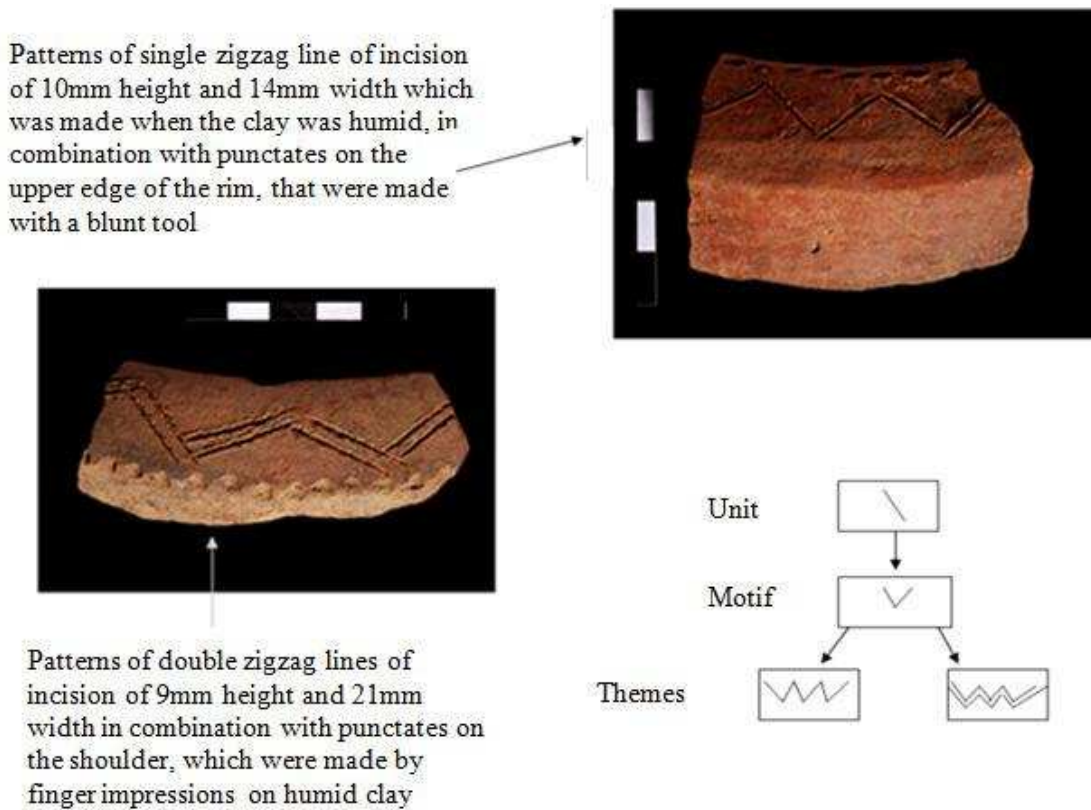 Patterns of single zigzag line of incision
of 10mm height and 14mm width which
was made when the clay was humid, in
combination with punctates on the
upper edge of the rim, that were made
with a blunt tool
Unit
Motif
Themes
Patterns of double zigzag lines of
incision of 9mm height and 21mm
width in combination with punctates on
the shoulder, which were made by
finger impressions on humid clay